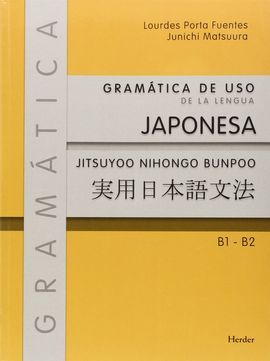 Lourdes Porta Fuentes
Junichi Matsuura
GRAMÁTICA
GRAMÁTICA DE USO
DE LA LENGUA
JAPONESA
JITSUYOO NIHONGO BUNPOO
実用日本語文法
B1 - B2
Herder